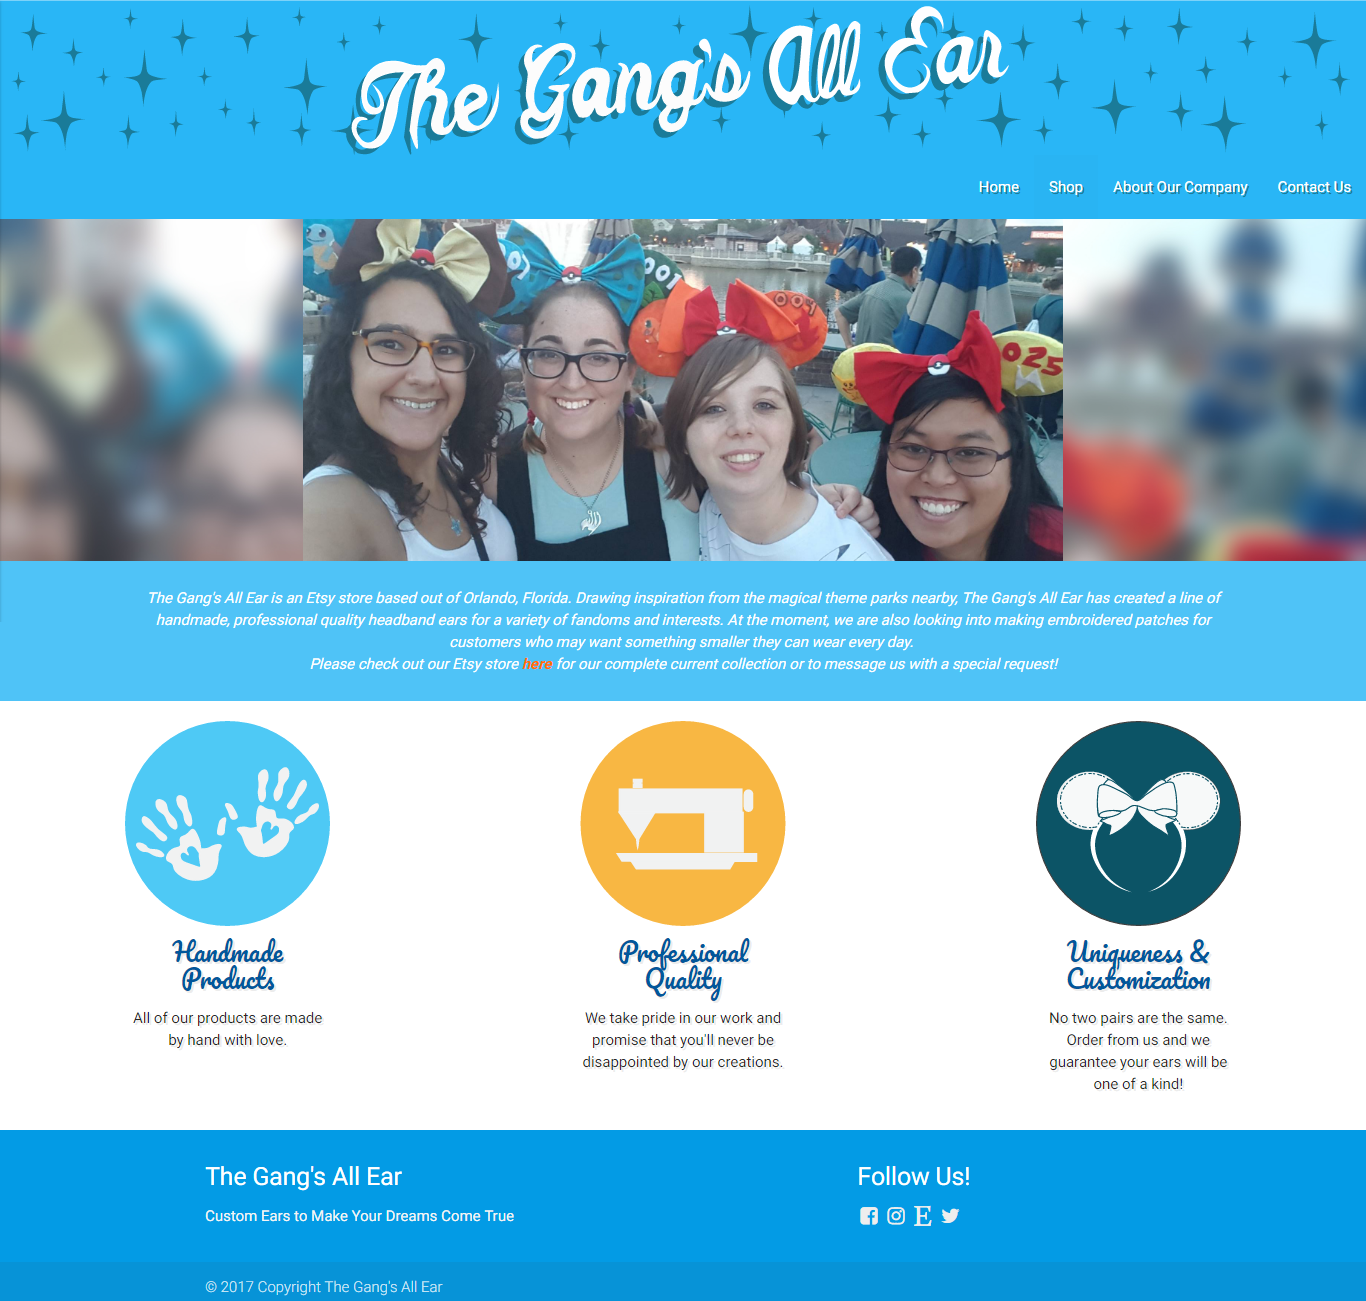 The Gang's All Ear
Home Shop About Our Company Contact Us
001
004
025
The Gang's All Ear is an Etsy store based out of Orlando, Florida. Drawing inspiration from the magical theme parks nearby, The Gang's All Ear has created a line of
handmade, professional quality headband ears for a variety of fandoms and interests. At the moment, we are also looking into making embroidered patches for
customers who may want something smaller they can wear every day.
Please check out our Etsy store here for our complete current collection or to message us with a special request!
Handmade
Products
All of our products are made
by hand with love.
Professional
Quality
We take pride in our work and
promise that you'll never be
disappointed by our creations.
Uniqueness &
Customization
No two pairs are the same.
Order from us and we
guarantee your ears will be
one of a kind!
The Gang's All Ear
Custom Ears to Make Your Dreams Come True
Follow Us!
E
© 2017 Copyright The Gang's All Ear